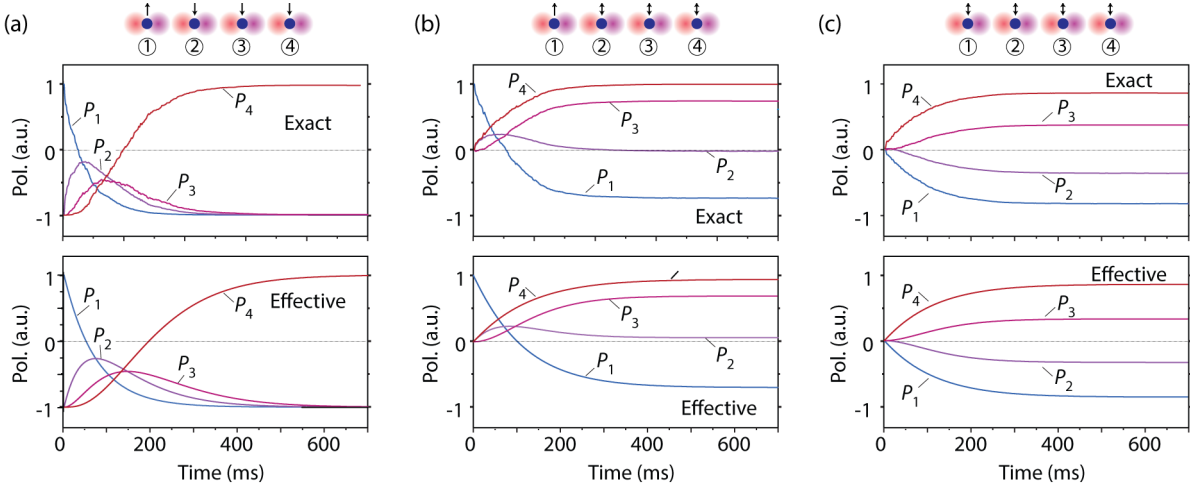 (a)
① ② ③ ④
Pol. (a.u.)
1
0
-1
P1
P2
P3
P4
Exact
Pol. (a.u.)
1
0
-1
P1
P2
P3
P4
Effective
0 200 400 600
Time (ms)
(b)
① ② ③ ④
Pol. (a.u.)
1
0
-1
P4
P3
P2
P1
Exact
Pol. (a.u.)
1
0
-1
P4
P3
P2
P1
Effective
0 200 400 600
Time (ms)
(c)
① ② ③ ④
Pol. (a.u.)
1
0
-1
Exact
P4
P3
P2
P1
Pol. (a.u.)
1
0
-1
Effective
P4
P3
P2
P1
0 200 400 600
Time (ms)